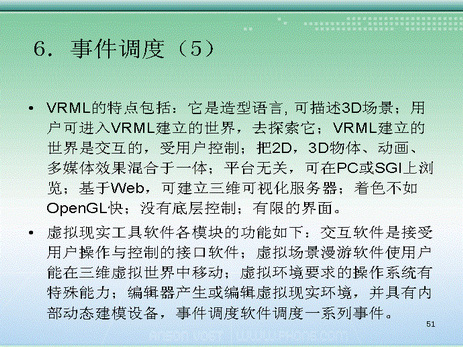 6．事件调度（5）
• VRML的特点包括：它是造型语言, 可描述3D场景；用
户可进入VRML建立的世界，去探索它；VRML建立的
世界是交互的，受用户控制；把2D，3D物体、动画、
多媒体效果混合于一体；平台无关，可在PC或SGI上浏
览；基于Web，可建立三维可视化服务器；着色不如
OpenGL快；没有底层控制；有限的界面。
• 虚拟现实工具软件各模块的功能如下：交互软件是接受
用户操作与控制的接口软件；虚拟场景漫游软件使用户
能在三维虚拟世界中移动；虚拟环境要求的操作系统有
特殊能力；编辑器产生或编辑虚拟现实环境，并具有内
部动态建模设备，事件调度软件调度一系列事件。
51